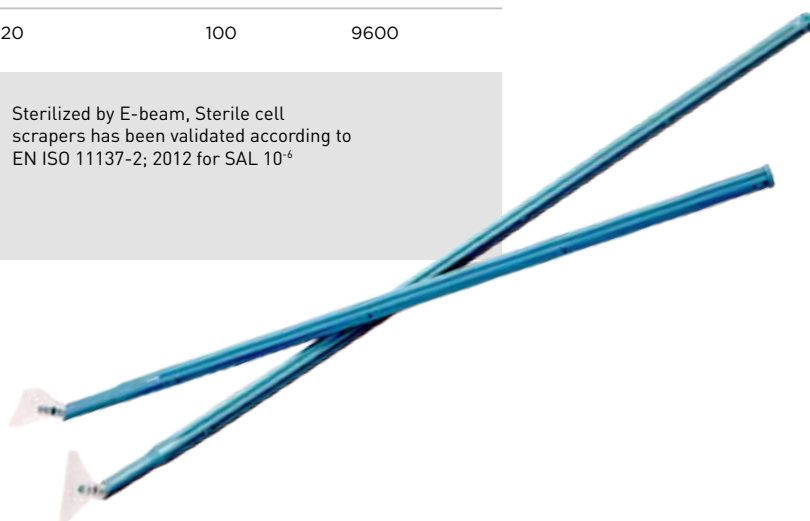 20 100 9600
Sterilized by E-beam, Sterile cell
scrapers has been validated according to
EN ISO 11137-2; 2012 for SAL 10⁻⁶